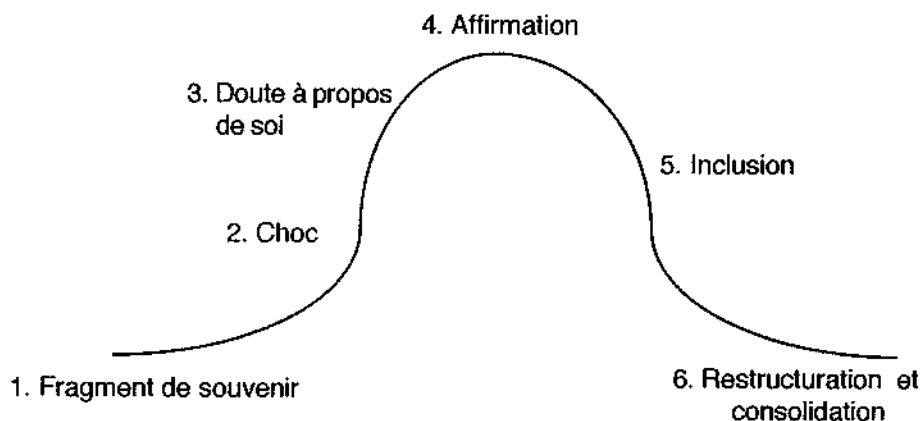 4. Affirmation
3. Doute à propos
de soi
5. Inclusion
2. Choc
1. Fragment de souvenir
6. Restructuration et
consolidation